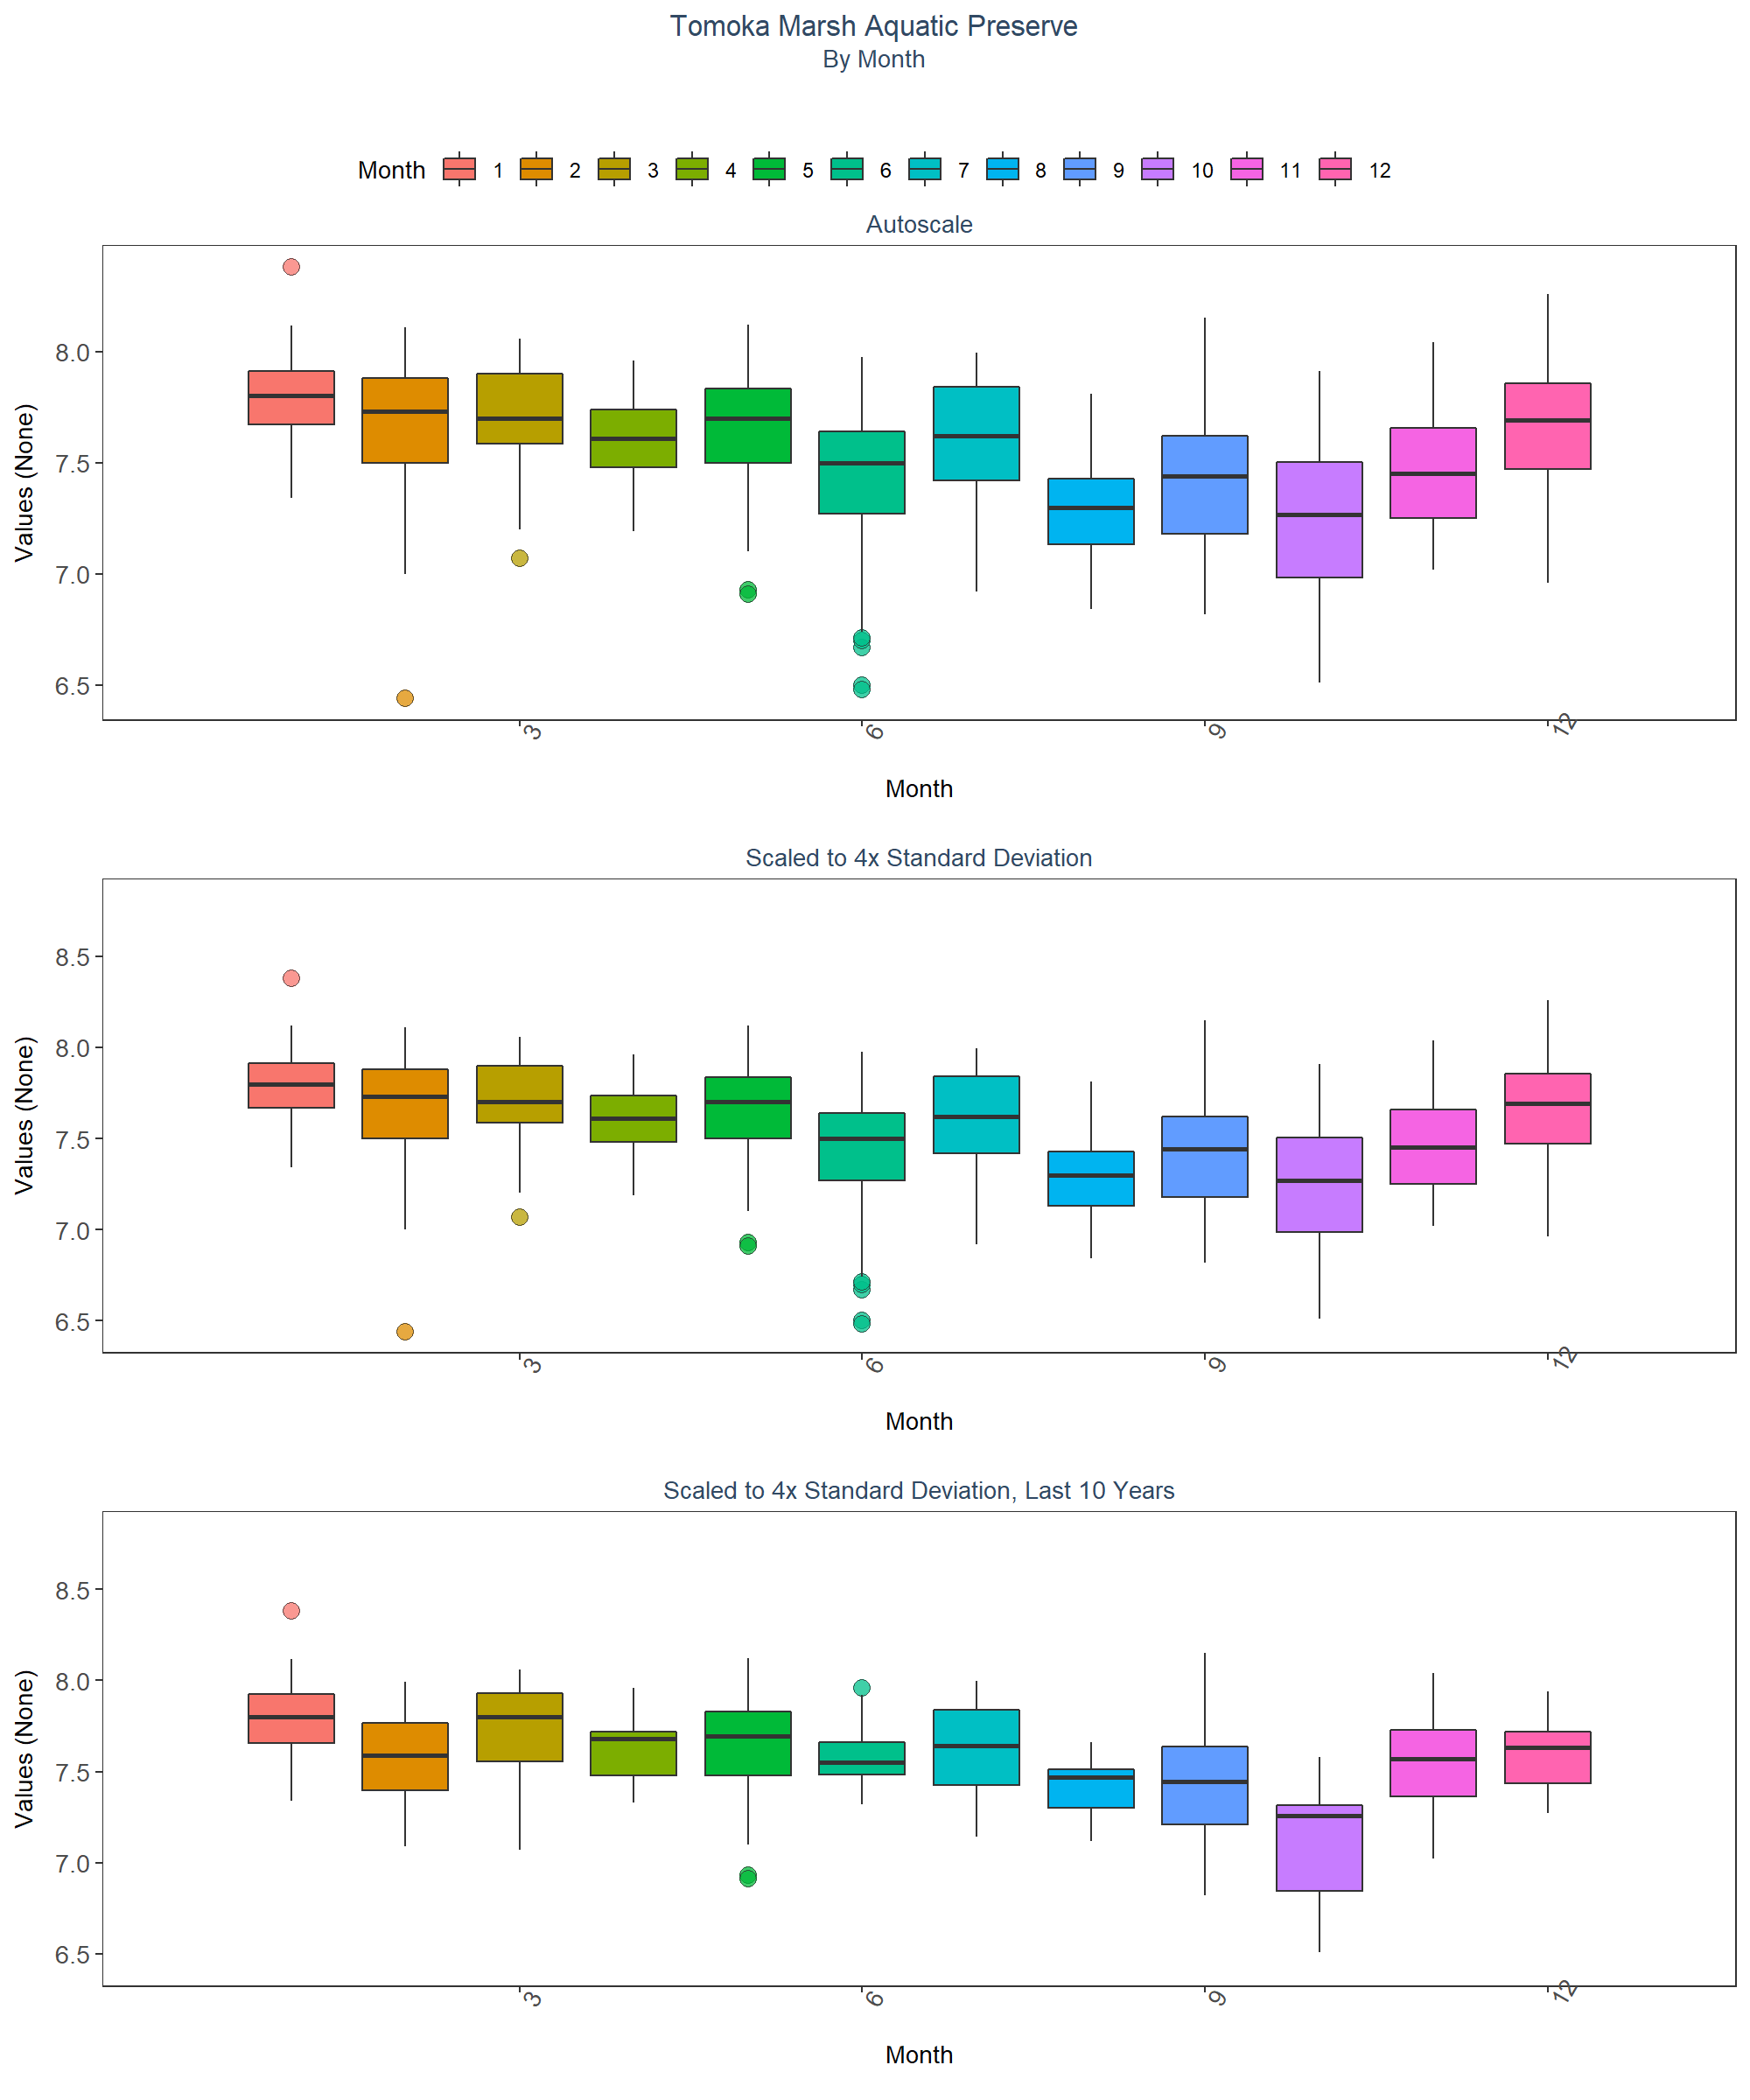 Tomoka Marsh Aquatic Preserve
By Month
Month 1 2 3 4 5 6 7 8 9 10 11 12
Autoscale
Values (None)
8.0
7.5
7.0
6.5
3 6 9 12
Month
Scaled to 4x Standard Deviation
Values (None)
8.5
8.0
7.5
7.0
6.5
3 6 9 12
Month
Scaled to 4x Standard Deviation, Last 10 Years
Values (None)
8.5
8.0
7.5
7.0
6.5
3 6 9 12
Month